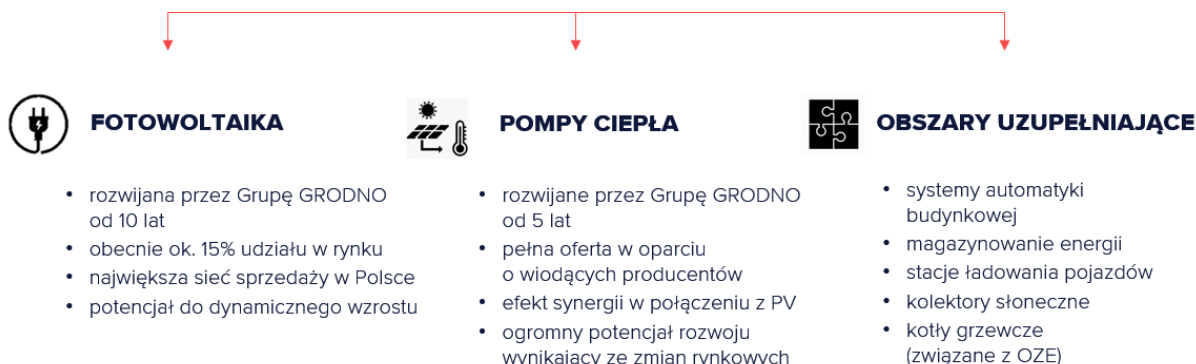 FOTOWOLTAIKA
• rozwijana przez Grupę GRODNO
od 10 lat
• obecnie ok. 15% udziału w rynku
• największa sieć sprzedaży w Polsce
• potencjał do dynamicznego wzrostu
POMPY CIEPŁA
• rozwijane przez Grupę GRODNO
od 5 lat
• pełna oferta w oparciu
o wiodących producentów
• efekt synergii w połączeniu z PV
• ogromny potencjał rozwoju
wynikający ze zmian rynkowych
OBSZARY UZUPEŁNIAJĄCE
• systemy automatyki
budynkowej
• magazynowanie energii
• stacje ładowania pojazdów
• kolektory słoneczne
• kotły grzewcze
(związane z OZE)